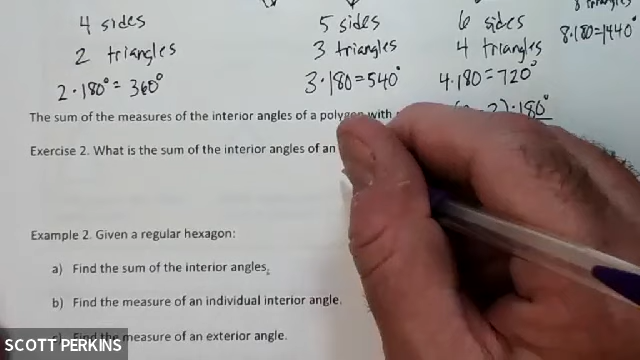 8 triangles
4 sides 5 sides 6 sides
2 triangles 3 triangles 4 triangles 8·180=1440°
2·180°=360° 3·180=540° 4·180=720°
The sum of the measures of the interior angles of a polygon with 2)·180°
Exercise 2. What is the sum of the interior angles of an
Example 2. Given a regular hexagon:
a) Find the sum of the interior angles.
b) Find the measure of an individual interior angle.
Find the measure of an exterior angle.
SCOTT PERKINS